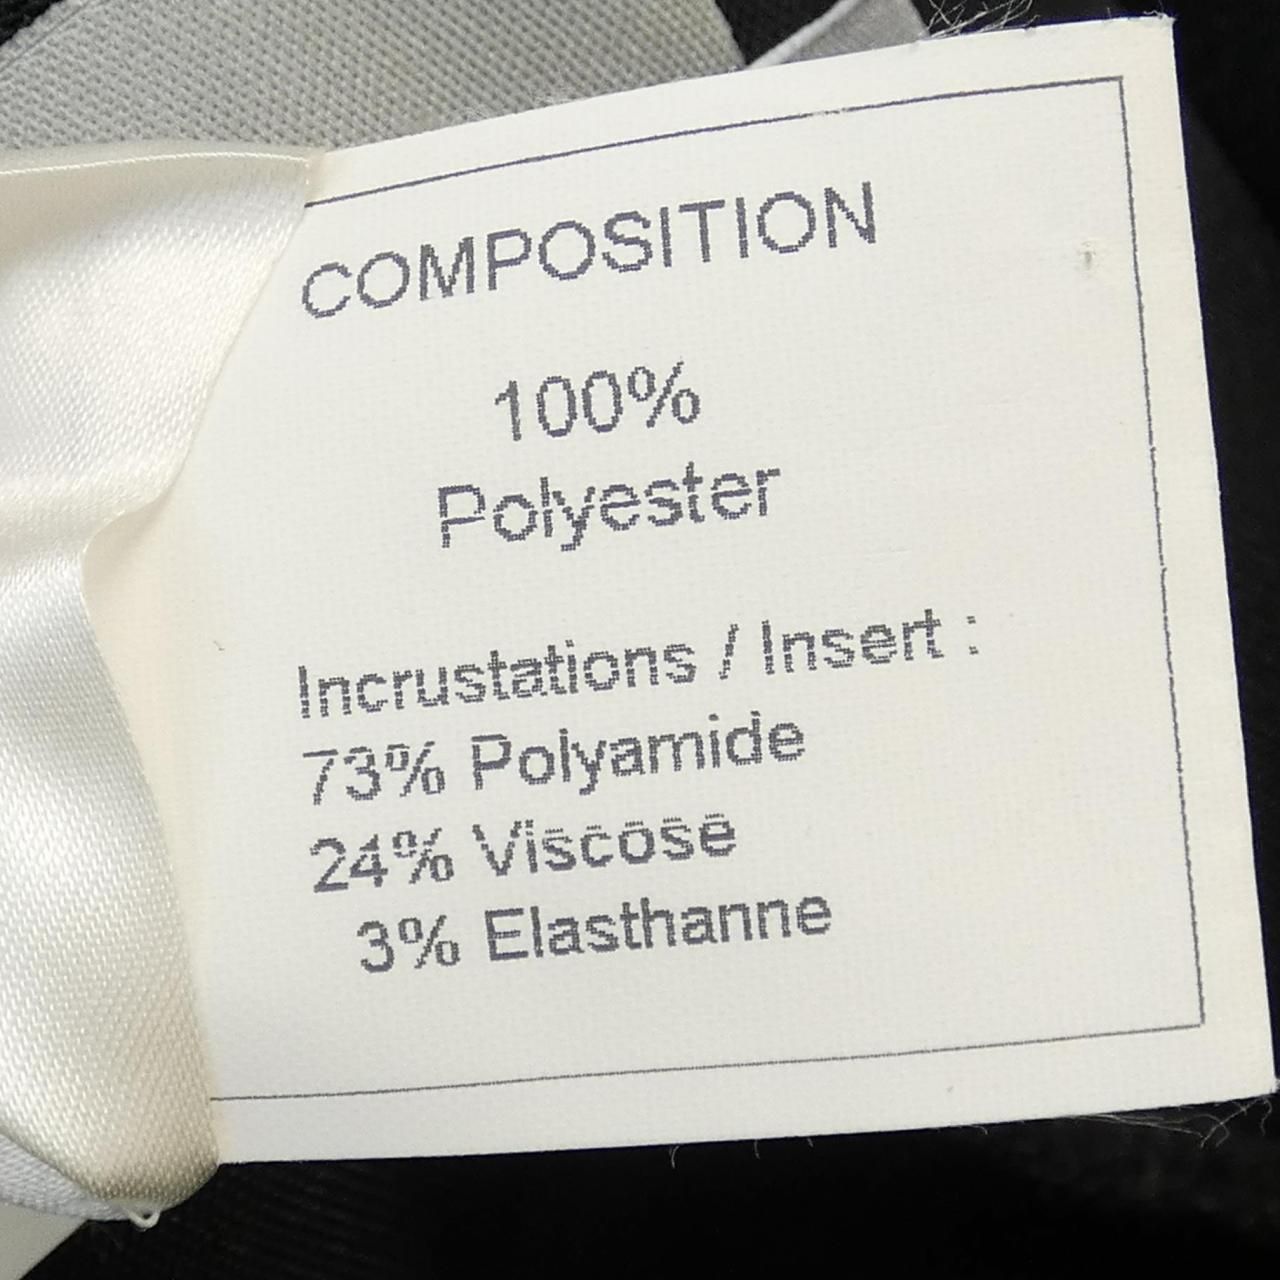 COMPOSITION
100%
Polyester
Incrustations / Insert :
73% Polyamide
24% Viscose
3% Elasthanne